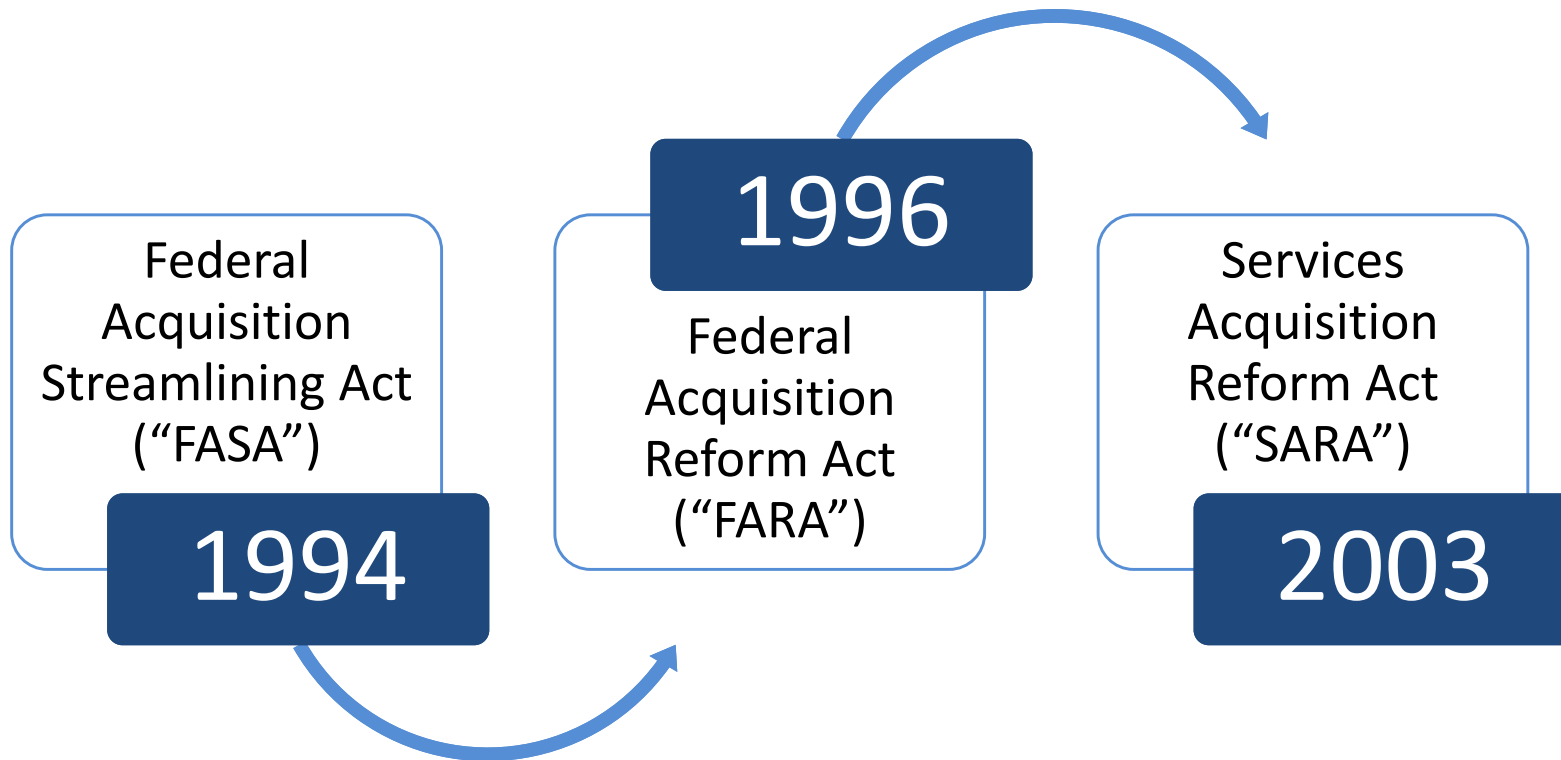 Federal
Acquisition
Streamlining Act
(“FASA”)
1994
1996
Federal
Acquisition
Reform Act
(“FARA”)
Services
Acquisition
Reform Act
(“SARA”)
2003